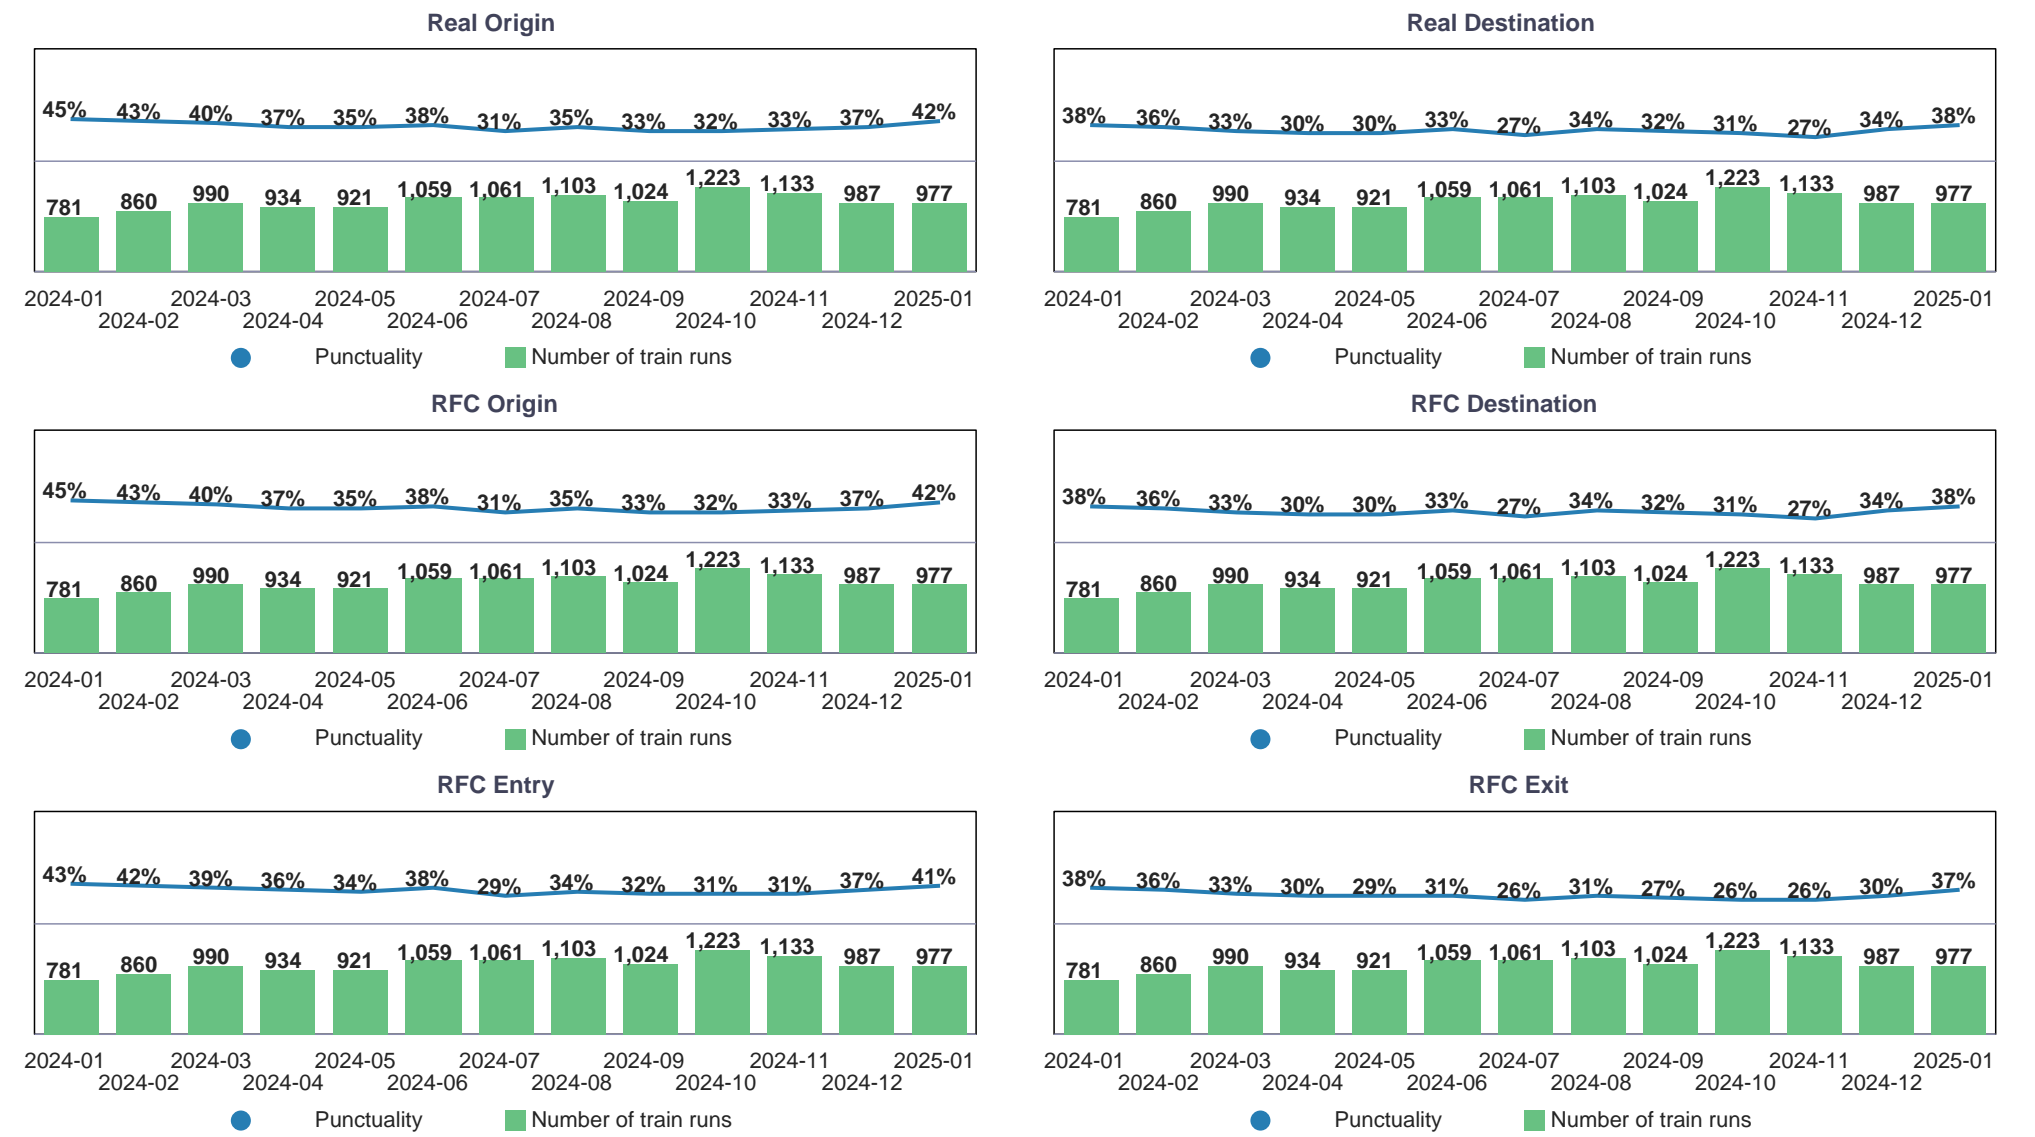 Real Origin
45% 43% 40% 37% 35% 38% 31% 35% 33% 32% 33% 37% 42%
781 860 990 934 921 1,059 1,061 1,103 1,024 1,223 1,133 987 977
2024-01 2024-03 2024-05 2024-07 2024-09 2024-11 2025-01
2024-02 2024-04 2024-06 2024-08 2024-10 2024-12
Punctuality Number of train runs
Real Destination
38% 36% 33% 30% 30% 33% 27% 34% 32% 31% 27% 34% 38%
781 860 990 934 921 1,059 1,061 1,103 1,024 1,223 1,133 987 977
2024-01 2024-03 2024-05 2024-07 2024-09 2024-11 2025-01
2024-02 2024-04 2024-06 2024-08 2024-10 2024-12
Punctuality Number of train runs
RFC Origin
45% 43% 40% 37% 35% 38% 31% 35% 33% 32% 33% 37% 42%
781 860 990 934 921 1,059 1,061 1,103 1,024 1,223 1,133 987 977
2024-01 2024-03 2024-05 2024-07 2024-09 2024-11 2025-01
2024-02 2024-04 2024-06 2024-08 2024-10 2024-12
Punctuality Number of train runs
RFC Destination
38% 36% 33% 30% 30% 33% 27% 34% 32% 31% 27% 34% 38%
781 860 990 934 921 1,059 1,061 1,103 1,024 1,223 1,133 987 977
2024-01 2024-03 2024-05 2024-07 2024-09 2024-11 2025-01
2024-02 2024-04 2024-06 2024-08 2024-10 2024-12
Punctuality Number of train runs
RFC Entry
43% 42% 39% 36% 34% 38% 29% 34% 32% 31% 31% 37% 41%
781 860 990 934 921 1,059 1,061 1,103 1,024 1,223 1,133 987 977
2024-01 2024-03 2024-05 2024-07 2024-09 2024-11 2025-01
2024-02 2024-04 2024-06 2024-08 2024-10 2024-12
Punctuality Number of train runs
RFC Exit
38% 36% 33% 30% 29% 31% 26% 31% 27% 26% 26% 30% 37%
781 860 990 934 921 1,059 1,061 1,103 1,024 1,223 1,133 987 977
2024-01 2024-03 2024-05 2024-07 2024-09 2024-11 2025-01
2024-02 2024-04 2024-06 2024-08 2024-10 2024-12
Punctuality Number of train runs